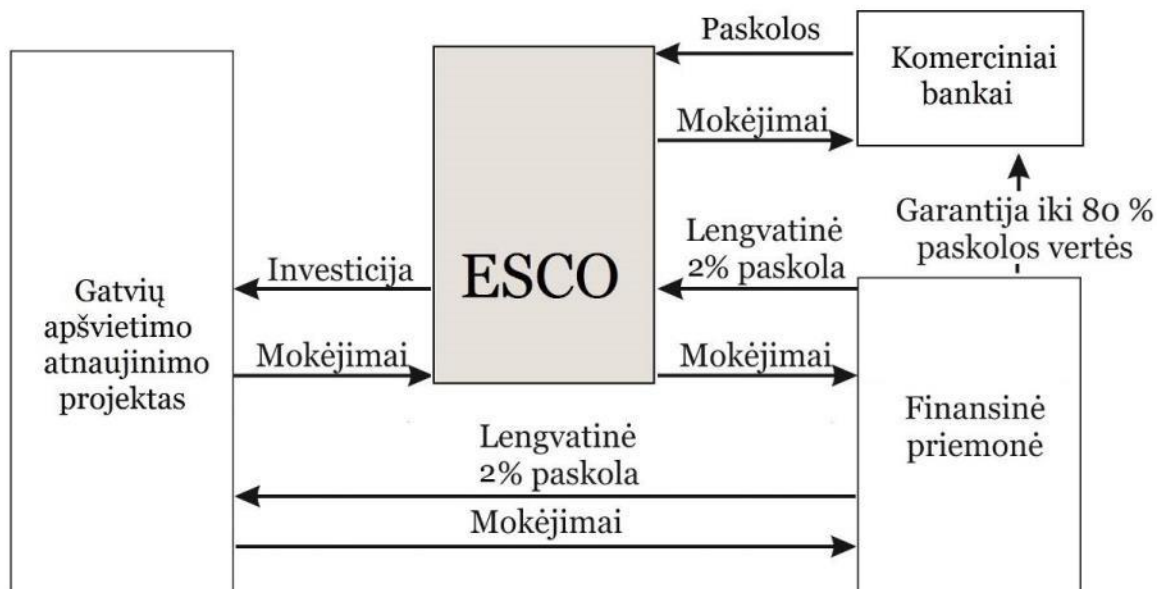 Paskolos
Komerciniai
bankai
Mokėjimai
Garantija iki 80 %
paskolos vertės
Lengvatinė
2% paskola
Investicija
ESCO
Gatvių
apšvietimo
atnaujinimo
projektas
Mokėjimai
Mokėjimai
Finansinė
priemonė
Lengvatinė
2% paskola
Mokėjimai